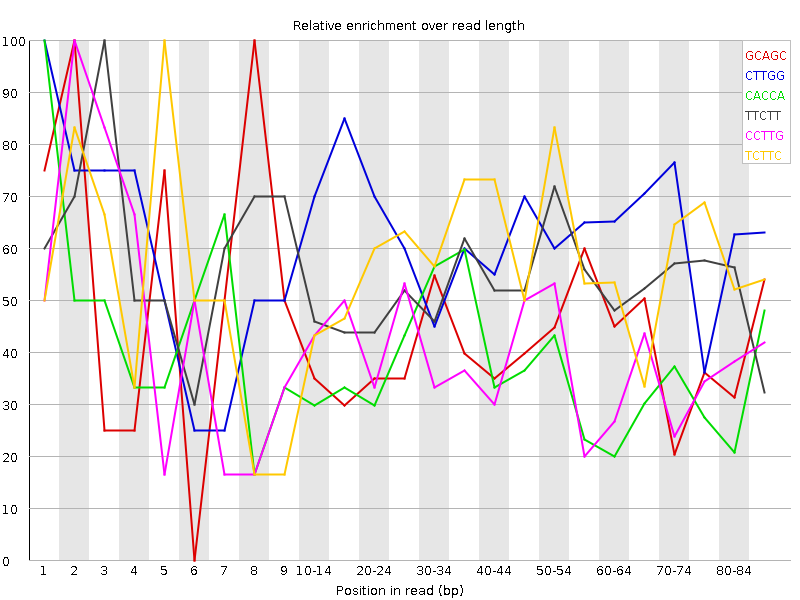 Relative enrichment over read length
GCAGC
CTTGG
CACCA
TTCTT
CCTTG
TCTTC
100
90
80
70
60
50
40
30
20
10
0
1 2 3 4 5 6 7 8 9 10-14 20-24 30-34 40-44 50-54 60-64 70-74 80-84
Position in read (bp)